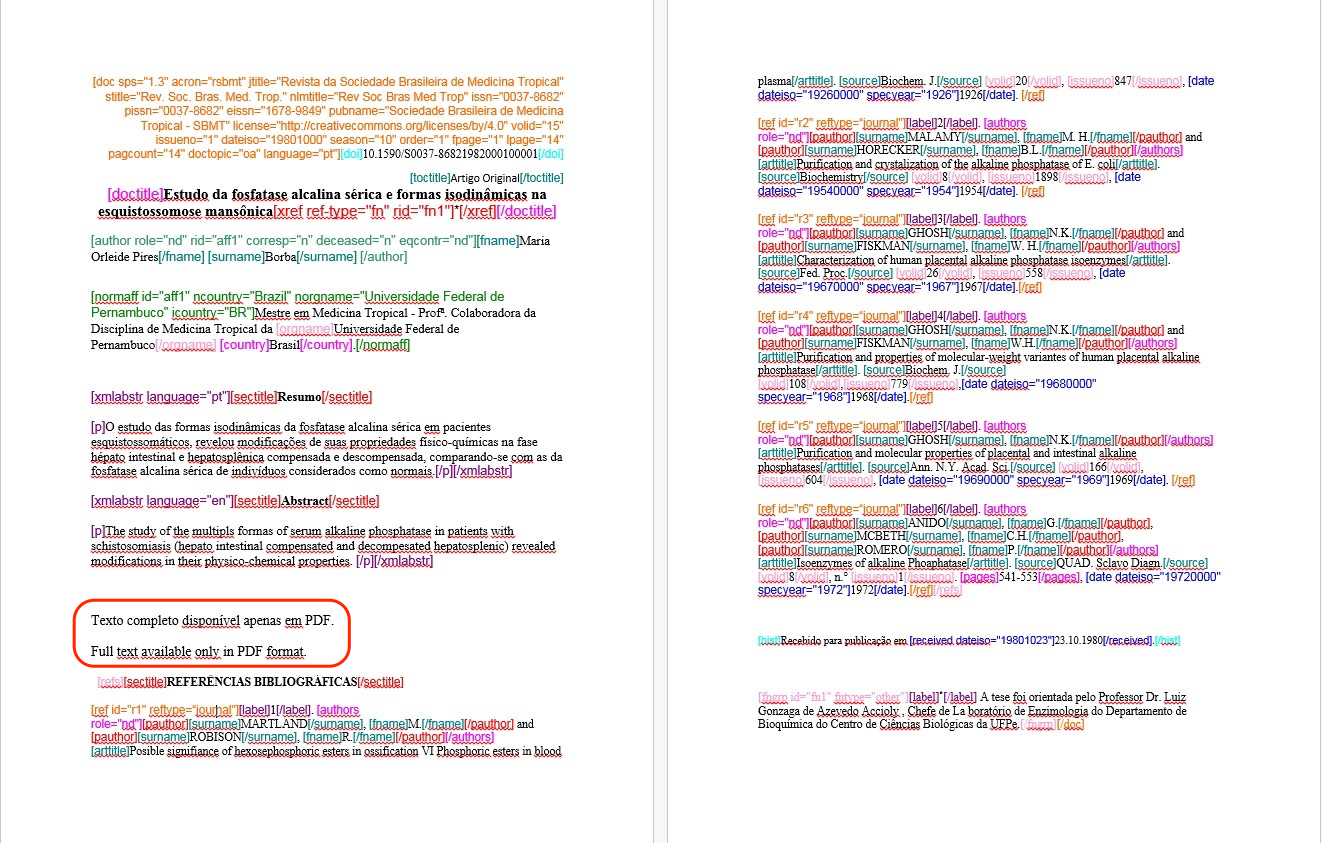 [doc sps="1.3" acron="rsbmt" jtitle="Revista da Sociedade Brasileira de Medicina Tropical"
stitle="Rev. Soc. Bras. Med. Trop." nlmtitle="Rev Soc Bras Med Trop" issn="0037-8682"
pissn="0037-8682" eissn="1678-9849" pubname="Sociedade Brasileira de Medicina
Tropical - SBMT" license="http://creativecommons.org/licenses/by/4.0" volid="15"
issueno="1" dateiso="19801000" season="10" order="1" fpage="1" lpage="14"
pagcount="14" doctopic="oa" language="pt"][doi]10.1590/S0037-86821982000100001[/doi]
[toctitle]Artigo Original[/toctitle]
[doctitle]Estudo da fosfatase alcalina sérica e formas isodinâmicas na
esquistossomose mansônica[xref ref-type="fn" rid="fn1"]*[/xref][/doctitle]
[author role="nd" rid="aff1" corresp="n" deceased="n" eqcontr="nd"][fname]Maria
Orleide Pires[/fname] [surname]Borba[/surname] [/author]
[normaff id="aff1" ncountry="Brazil" norgname="Universidade Federal de
Pernambuco" icountry="BR"]Mestre em Medicina Tropical - Profª. Colaboradora da
Disciplina de Medicina Tropical da [orgname]Universidade Federal de
Pernambuco[/orgname] [country]Brasil[/country].[/normaff]
[xmlabstr language="pt"][sectitle]Resumo[/sectitle]
[p]O estudo das formas isodinâmicas da fosfatase alcalina sérica em pacientes
esquistossomáticos, revelou modificações de suas propriedades físico-químicas na fase
hépato intestinal e hepatosplênica compensada e descompensada, comparando-se com as da
fosfatase alcalina sérica de indivíduos considerados como normais.[/p][/xmlabstr]
[xmlabstr language="en"][sectitle]Abstract[/sectitle]
[p]The study of the multipls formas of serum alkaline phosphatase in patients with
schistosomiasis (hepato intestinal compensated and decompesated hepatosplenic) revealed
modifications in their physico-chemical properties. [/p][/xmlabstr]
Texto completo disponível apenas em PDF.
Full text available only in PDF format.
[refs][sectitle]REFERÊNCIAS BIBLIOGRÁFICAS[/sectitle]
[ref id="r1" reftype="journal"][label]1[/label]. [authors
role="nd"][pauthor][surname]MARTLAND[/surname], [fname]M.[/fname][/pauthor] and
[pauthor][surname]ROBISON[/surname], [fname]R.[/fname][/pauthor][/authors]
[arttitle]Posible signifiance of hexosephosphoric esters in ossification VI Phosphoric esters in blood
plasma[/arttitle]. [source]Biochem. J.[/source] [volid]20[/volid], [issueno]847[/issueno], [date
dateiso="19260000" specyear="1926"]1926[/date]. [/ref]
[ref id="r2" reftype="journal"][label]2[/label]. [authors
role="nd"][pauthor][surname]MALAMY[/surname], [fname]M. H.[/fname][/pauthor] and
[pauthor][surname]HORECKER[/surname], [fname]B.L.[/fname][/pauthor][/authors]
[arttitle]Purification and crystalization of the alkaline phosphatase of E. coli[/arttitle].
[source]Biochemistry[/source] [volid]8[/volid], [issueno]1898[/issueno], [date
dateiso="19540000" specyear="1954"]1954[/date]. [/ref]
[ref id="r3" reftype="journal"][label]3[/label]. [authors
role="nd"][pauthor][surname]GHOSH[/surname], [fname]N.K.[/fname][/pauthor] and
[pauthor][surname]FISKMAN[/surname], [fname]W. H.[/fname][/pauthor][/authors]
[arttitle]Characterization of human placental alkaline phosphatase isoenzymes[/arttitle].
[source]Fed. Proc.[/source] [volid]26[/volid], [issueno]558[/issueno], [date
dateiso="19670000" specyear="1967"]1967[/date].[/ref]
[ref id="r4" reftype="journal"][label]4[/label]. [authors
role="nd"][pauthor][surname]GHOSH[/surname], [fname]N.K.[/fname][/pauthor] and
[pauthor][surname]FISKMAN[/surname], [fname]W.H.[/fname][/pauthor][/authors]
[arttitle]Purification and properties of molecular-weight variantes of human placental alkaline
phosphatase[/arttitle]. [source]Biochem. J.[/source]
[volid]108[/volid],[issueno]779[/issueno],[date dateiso="19680000"
specyear="1968"]1968[/date].[/ref]
[ref id="r5" reftype="journal"][label]5[/label]. [authors
role="nd"][pauthor][surname]GHOSH[/surname], [fname]N.K.[/fname][/pauthor][/authors]
[arttitle]Purification and molecular properties of placental and intestinal alkaline
phosphatases[/arttitle]. [source]Ann. N.Y. Acad. Sci.[/source] [volid]166[/volid],
[issueno]604[/issueno], [date dateiso="19690000" specyear="1969"]1969[/date]. [/ref]
[ref id="r6" reftype="journal"][label]6[/label]. [authors
role="nd"][pauthor][surname]ANIDO[/surname], [fname]G.[/fname][/pauthor],
[pauthor][surname]MCBETH[/surname], [fname]C.H.[/fname][/pauthor],
[pauthor][surname]ROMERO[/surname], [fname]P.[/fname][/pauthor][/authors]
[arttitle]Isoenzymes of alkaline Phoaphatase[/arttitle]. [source]QUAD. Sclavo Diagn.[/source]
[volid]8[/volid], n.° [issueno]1[/issueno]. [pages]541-553[/pages], [date dateiso="19720000"
specyear="1972"]1972[/date].[/ref][/refs]
[hist]Recebido para publicação em [received dateiso="19801023"]23.10.1980[/received].[/hist]
[fngrp id="fn1" fntype="other"][label]*[/label] A tese foi orientada pelo Professor Dr. Luiz
Gonzaga de Azevedo Accioly , Chefe de La boratório de Enzimologia do Departamento de
Bioquímica do Centro de Ciências Biológicas da UFPe.[/fngrp][/doc]